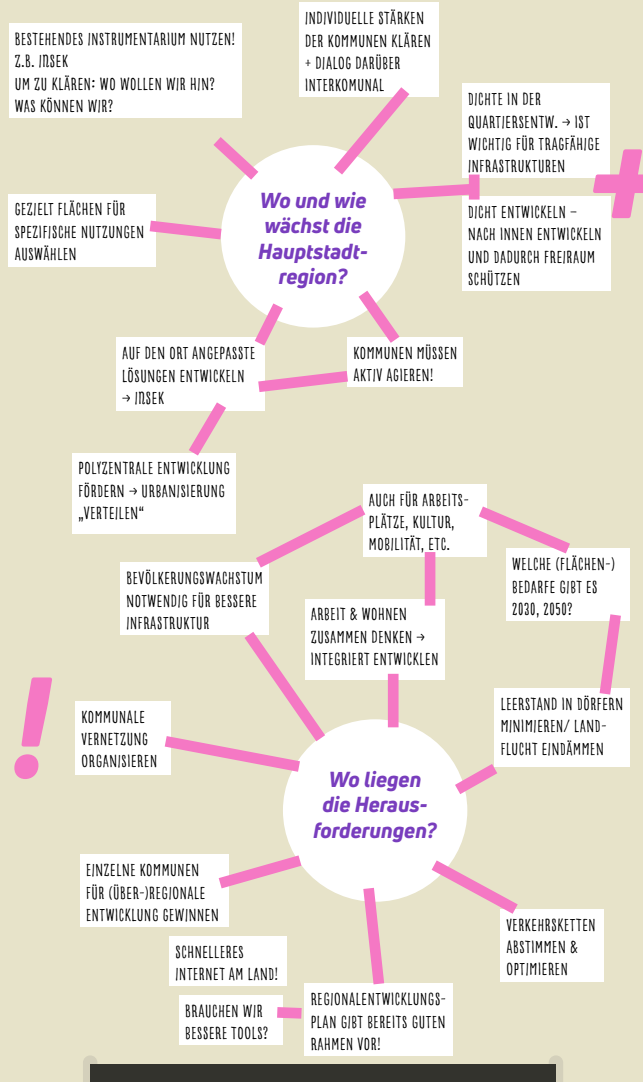 BESTEHENDES INSTRUMENTARIUM NUTZEN!
Z.B. INSEK
UM ZU KLÄREN: WO WOLLEN WIR HIN?
WAS KÖNNEN WIR?
INDIVIDUELLE STÄRKEN
DER KOMMUNEN KLÄREN
+ DIALOG DARÜBER
INTERKOMUNAL
DICHTE IN DER
QUARTIERSENTW. → IST
WICHTIG FÜR TRAGFÄHIGE
INFRASTRUKTUREN
+
DICHT ENTWICKELN –
NACH INNEN ENTWICKELN
UND DADURCH FREIRAUM
SCHÜTZEN
GEZIELT FLÄCHEN FÜR
SPEZIFISCHE NUTZUNGEN
AUSWÄHLEN
Wo und wie
wächst die
Hauptstadt-
region?
AUF DEN ORT ANGEPASSTE
LÖSUNGEN ENTWICKELN
→ INSEK
KOMMUNEN MÜSSEN
AKTIV AGIEREN!
POLYZENTRALE ENTWICKLUNG
FÖRDERN → URBANISIERUNG
„VERTEILEN“
AUCH FÜR ARBEITS-
PLÄTZE, KULTUR,
MOBILITÄT, ETC.
WELCHE (FLÄCHEN-)
BEDARFE GIBT ES
2030, 2050?
BEVÖLKERUNGSWACHSTUM
NOTWENDIG FÜR BESSERE
INFRASTRUKTUR
ARBEIT & WOHNEN
ZUSAMMEN DENKEN →
INTEGRIERT ENTWICKLEN
!
KOMMUNALE
VERNETZUNG
ORGANISIEREN
LEERSTAND IN DÖRFERN
MINIMIEREN/ LAND-
FLUCHT EINDÄMMEN
Wo liegen
die Heraus-
forderungen?
EINZELNE KOMMUNEN
FÜR (ÜBER-)REGIONALE
ENTWICKLUNG GEWINNEN
VERKEHRSKETTEN
ABSTIMMEN &
OPTIMIEREN
SCHNELLERES
INTERNET AM LAND!
BRAUCHEN WIR
BESSERE TOOLS?
REGIONALENTWICKLUNGS-
PLAN GIBT BEREITS GUTEN
RAHMEN VOR!